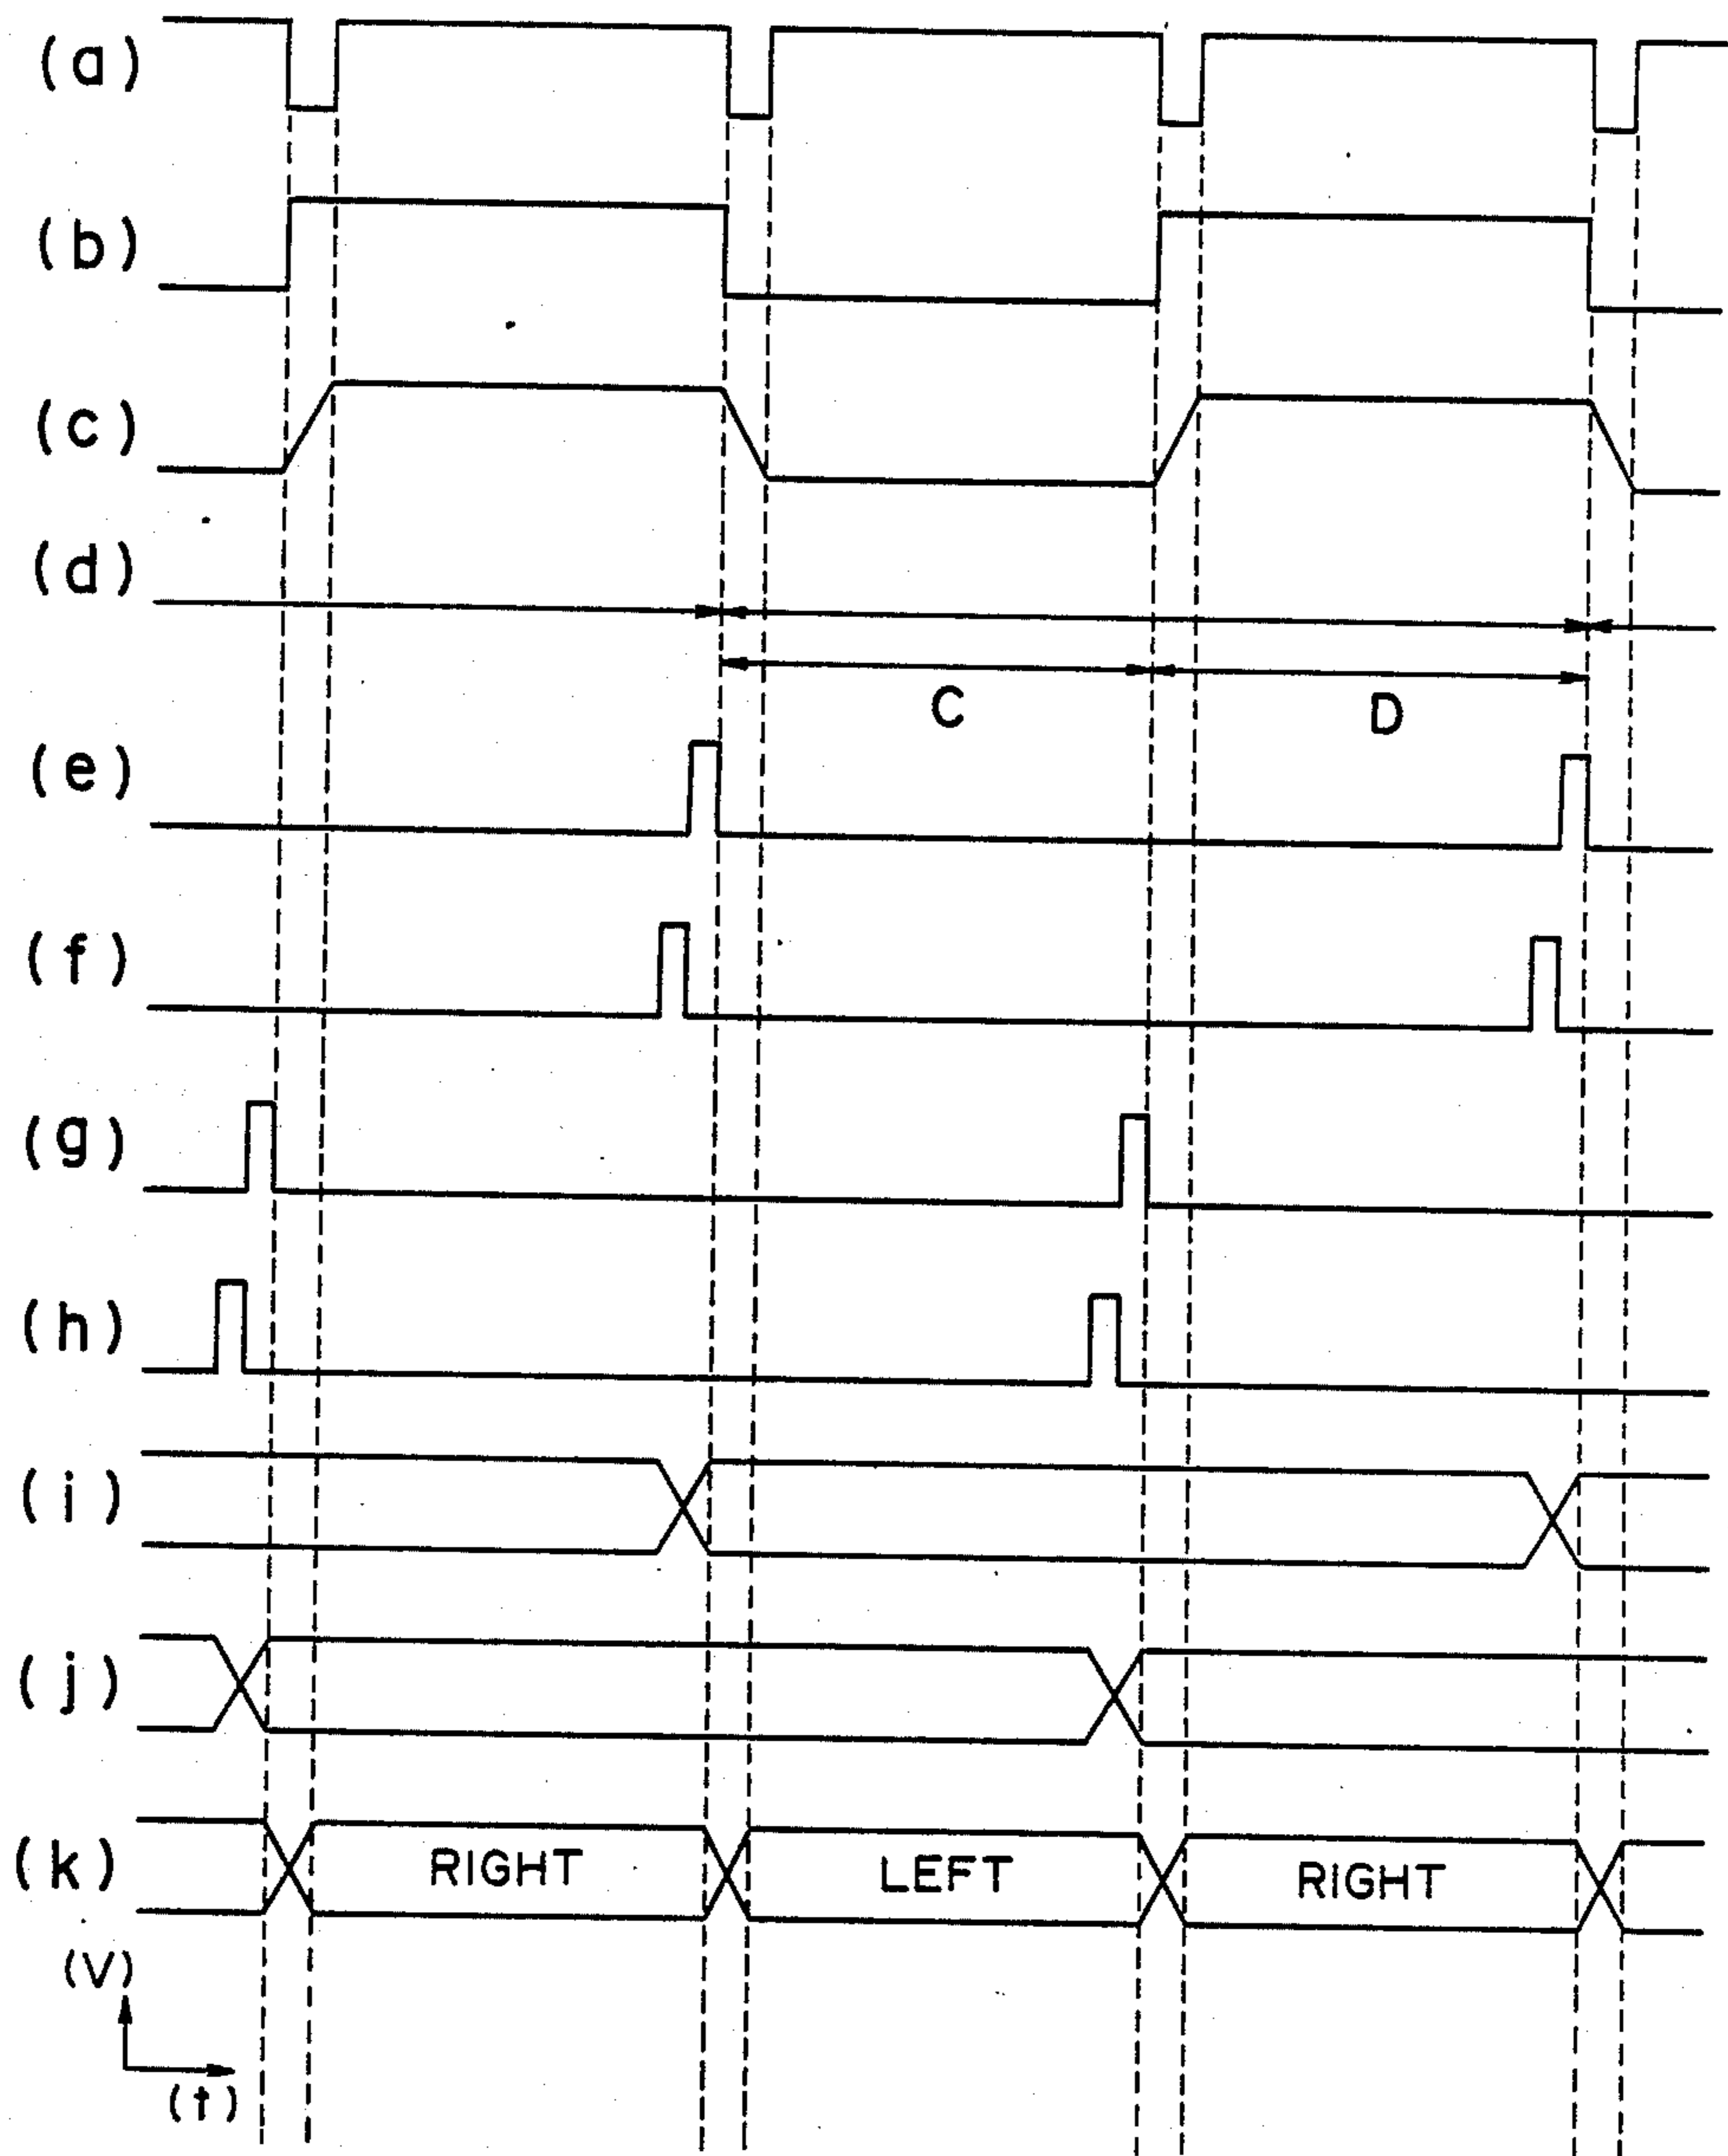 (a)
(b)
(c)
(d)
C D
(e)
(f)
(g)
(h)
(i)
(j)
(k) RIGHT LEFT RIGHT
(V)
(t)